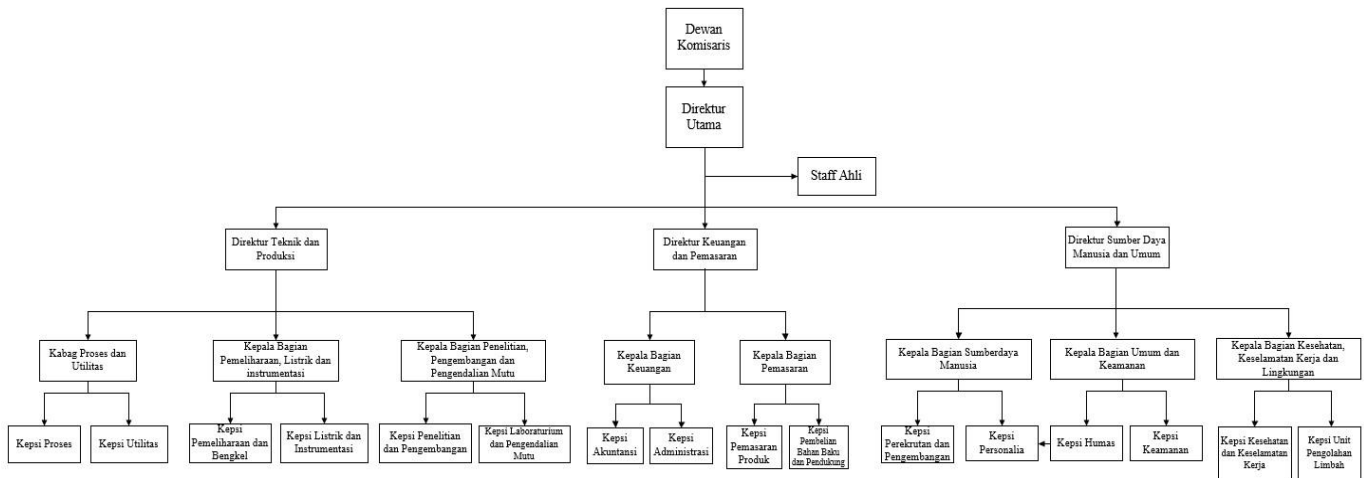 Dewan
Komisaris
Direktur
Utama
Staff Ahli
Direktur Teknik dan
Produksi
Direktur Keuangan
dan Pemasaran
Direktur Sumber Daya
Manusia dan Umum
Kabag Proses dan
Utilitas
Kepala Bagian
Pemeliharaan, Listrik dan
instrumentasi
Kepala Bagian Penelitian,
Pengembangan dan
Pengendalian Mutu
Kepala Bagian
Keuangan
Kepala Bagian
Pemasaran
Kepala Bagian Sumberdaya
Manusia
Kepala Bagian Umum dan
Keamanan
Kepala Bagian Kesehatan,
Keselamatan Kerja dan
Lingkungan
Kepsi Proses
Kepsi Utilitas
Kepsi
Pemeliharaan dan
Bengkel
Kepsi Listrik dan
Instrumentasi
Kepsi Penelitian
dan Pengembangan
Kepsi Laboraturium
dan Pengendalian
Mutu
Kepsi
Akuntansi
Kepsi
Administrasi
Kepsi
Pemasaran
Produk
Kepsi
Pembelian
Bahan Baku
dan Pendukung
Kepsi
Perekrutan dan
Pengembangan
Kepsi
Personalia
Kepsi Humas
Kepsi
Keamanan
Kepsi Kesehatan
dan Keselamatan
Kerja
Kepsi Unit
Pengolahan
Limbah